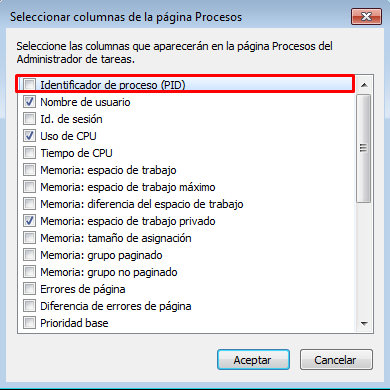 Seleccionar columnas de la página Procesos
Seleccione las columnas que aparecerán en la página Procesos del
Administrador de tareas.
Identificador de proceso (PID)
Nombre de usuario
Id. de sesión
Uso de CPU
Tiempo de CPU
Memoria: espacio de trabajo
Memoria: espacio de trabajo máximo
Memoria: diferencia del espacio de trabajo
Memoria: espacio de trabajo privado
Memoria: tamaño de asignación
Memoria: grupo paginado
Memoria: grupo no paginado
Errores de página
Diferencia de errores de página
Prioridad base
Aceptar
Cancelar